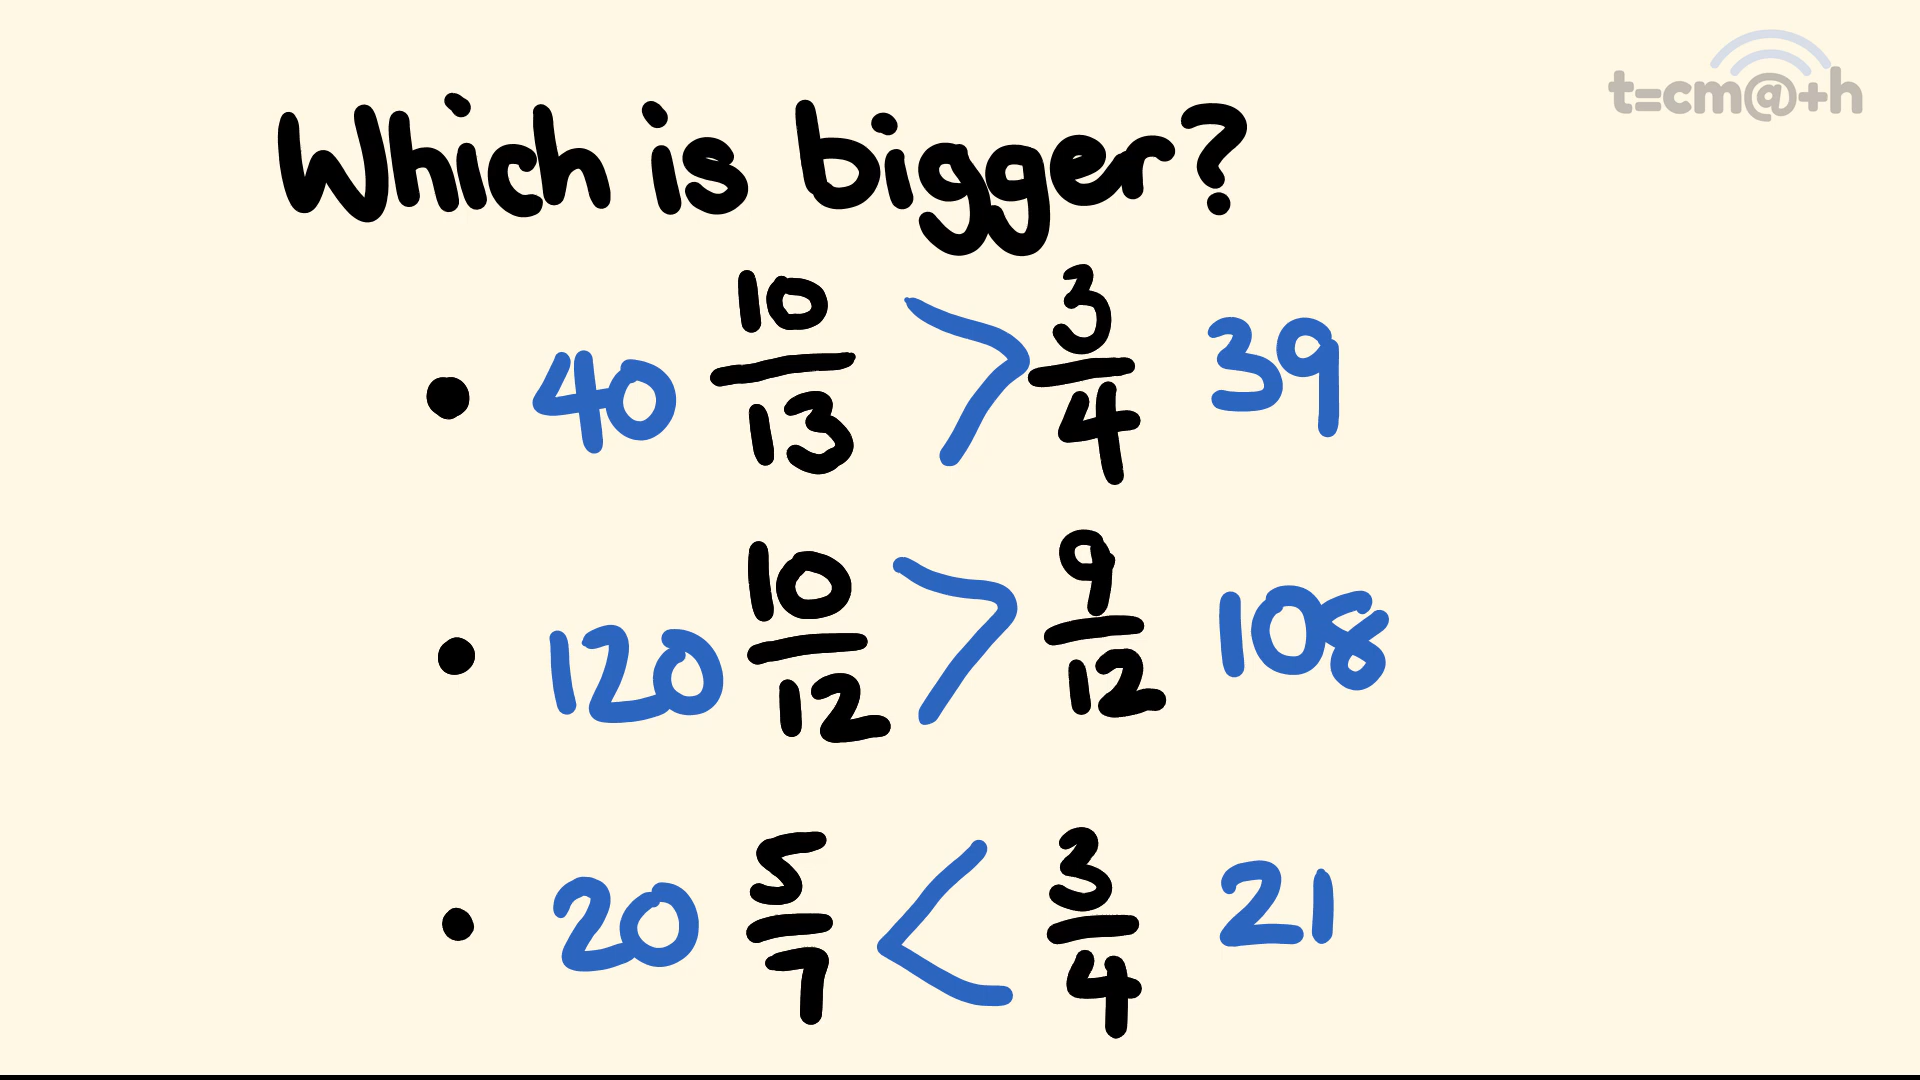 t=cm@+h
Which is bigger?
• 40 10/13 > 3/4 39
• 120 10/12 > 9/12 108
• 20 5/7 < 3/4 21